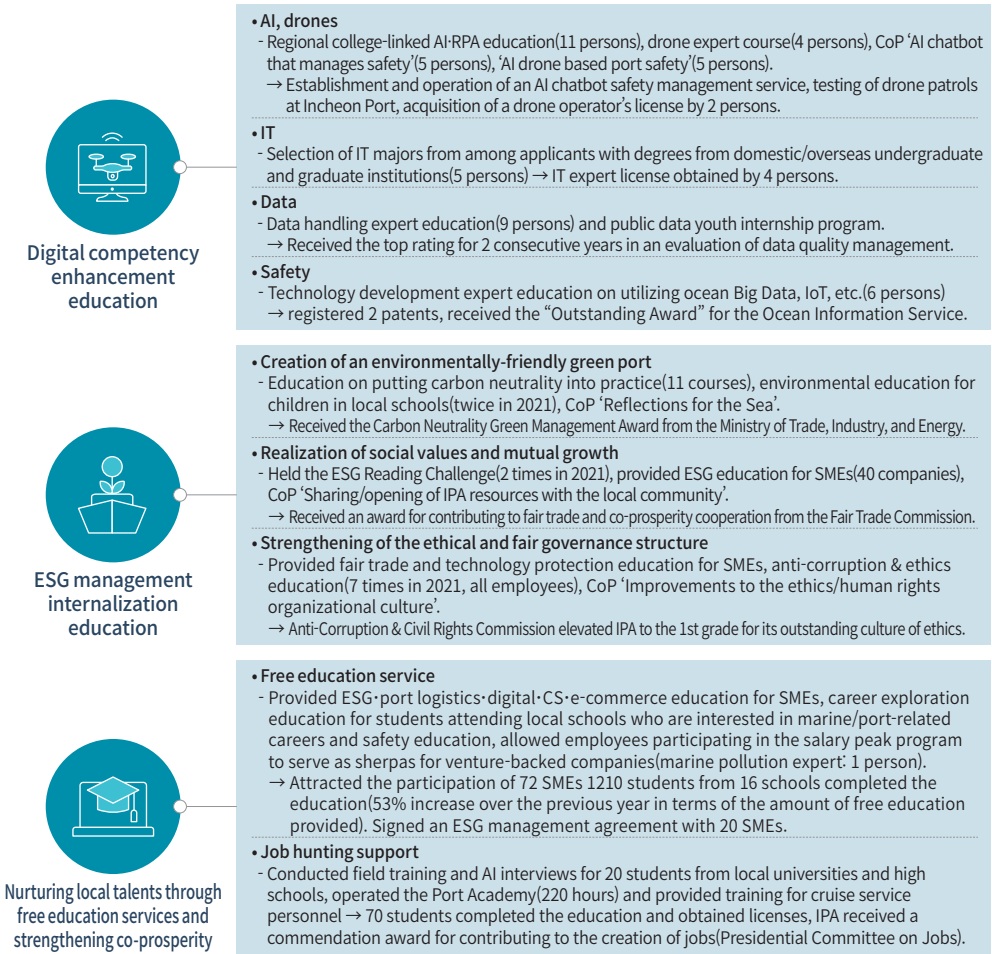 Digital competency
enhancement
education
• AI, drones
- Regional college-linked AI·RPA education(11 persons), drone expert course(4 persons), CoP ‘AI chatbot
that manages safety’(5 persons), ‘AI drone based port safety’(5 persons).
→ Establishment and operation of an AI chatbot safety management service, testing of drone patrols
at Incheon Port, acquisition of a drone operator’s license by 2 persons.
• IT
- Selection of IT majors from among applicants with degrees from domestic/overseas undergraduate
and graduate institutions(5 persons) → IT expert license obtained by 4 persons.
• Data
- Data handling expert education(9 persons) and public data youth internship program.
→ Received the top rating for 2 consecutive years in an evaluation of data quality management.
• Safety
- Technology development expert education on utilizing ocean Big Data, IoT, etc.(6 persons)
→ registered 2 patents, received the “Outstanding Award” for the Ocean Information Service.
ESG management
internalization
education
• Creation of an environmentally-friendly green port
- Education on putting carbon neutrality into practice(11 courses), environmental education for
children in local schools(twice in 2021), CoP ‘Reflections for the Sea’.
→ Received the Carbon Neutrality Green Management Award from the Ministry of Trade, Industry, and Energy.
• Realization of social values and mutual growth
- Held the ESG Reading Challenge(2 times in 2021), provided ESG education for SMEs(40 companies),
CoP ‘Sharing/opening of IPA resources with the local community’.
→ Received an award for contributing to fair trade and co-prosperity cooperation from the Fair Trade Commission.
• Strengthening of the ethical and fair governance structure
- Provided fair trade and technology protection education for SMEs, anti-corruption & ethics
education(7 times in 2021, all employees), CoP ‘Improvements to the ethics/human rights
organizational culture’.
→ Anti-Corruption & Civil Rights Commission elevated IPA to the 1st grade for its outstanding culture of ethics.
Nurturing local talents through
free education services and
strengthening co-prosperity
• Free education service
- Provided ESG·port logistics·digital·CS·e-commerce education for SMEs, career exploration
education for students attending local schools who are interested in marine/port-related
careers and safety education, allowed employees participating in the salary peak program
to serve as sherpas for venture-backed companies(marine pollution expert: 1 person).
→ Attracted the participation of 72 SMEs 1210 students from 16 schools completed the
education(53% increase over the previous year in terms of the amount of free education
provided). Signed an ESG management agreement with 20 SMEs.
• Job hunting support
- Conducted field training and AI interviews for 20 students from local universities and high
schools, operated the Port Academy(220 hours) and provided training for cruise service
personnel → 70 students completed the education and obtained licenses, IPA received a
commendation award for contributing to the creation of jobs(Presidential Committee on Jobs).